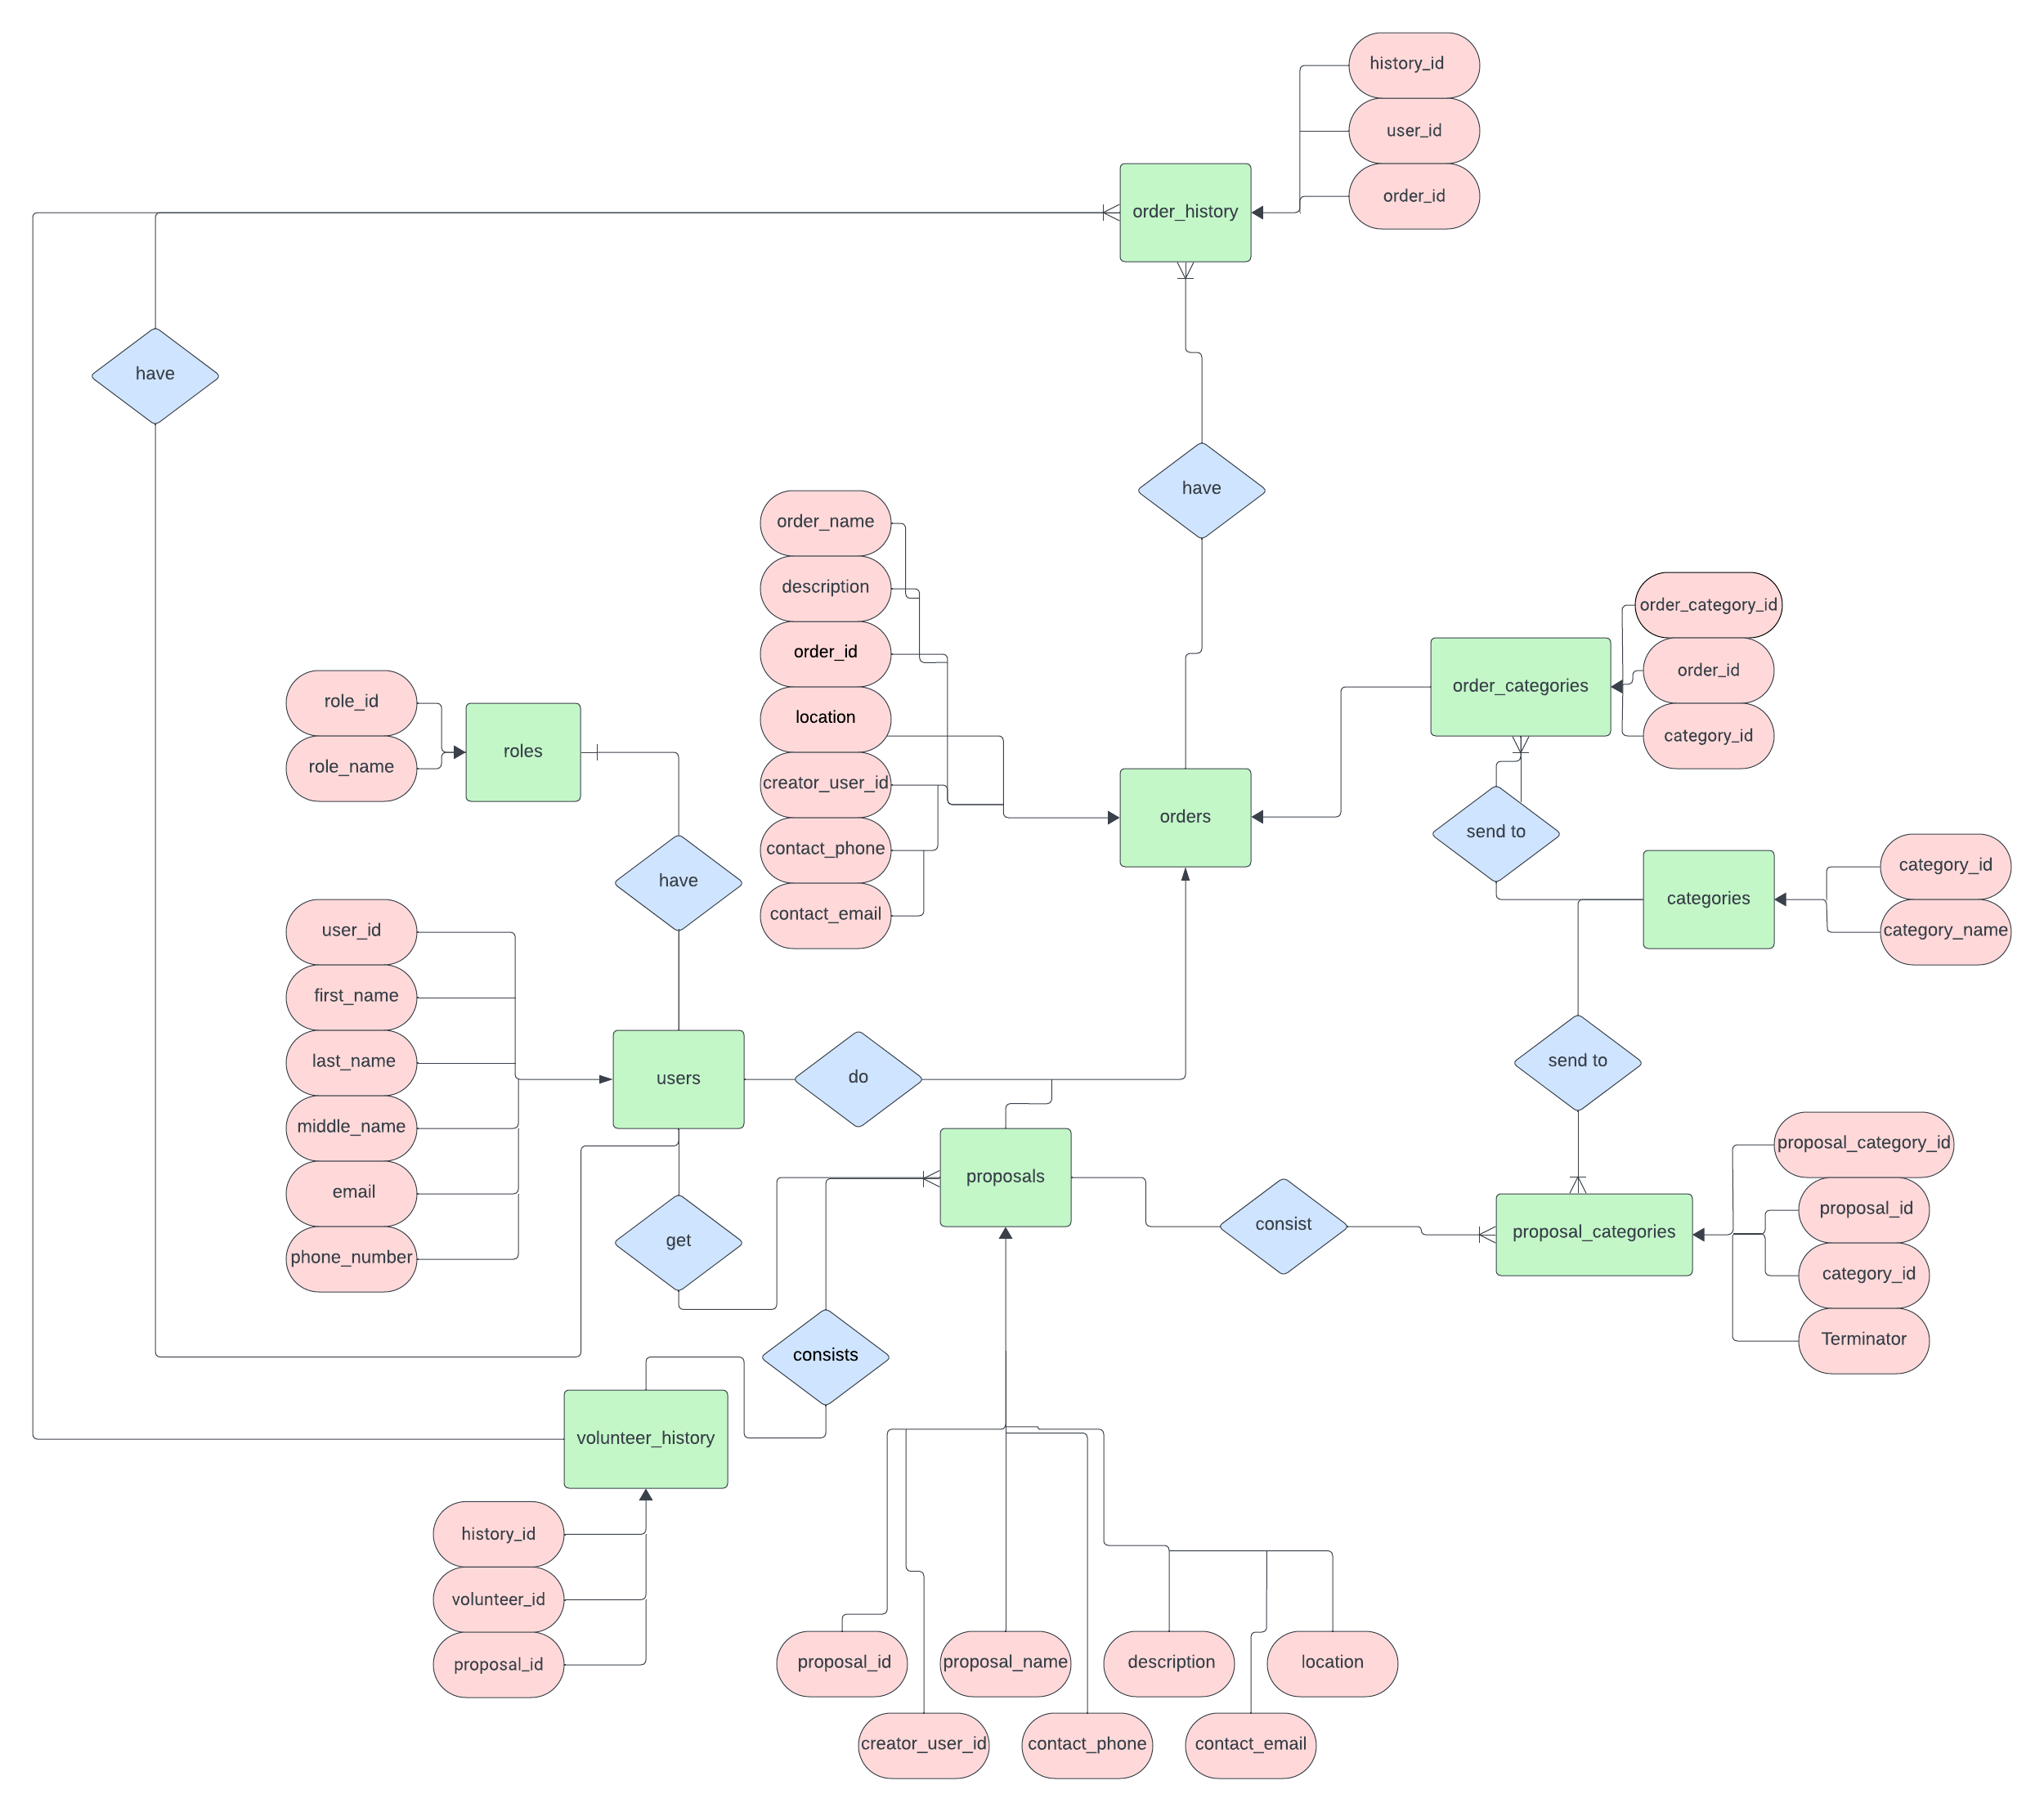 history_id
user_id
order_id
order_history
have
have
order_name
description
order_id
location
creator_user_id
contact_phone
contact_email
order_category_id
order_id
category_id
order_categories
role_id
role_name
roles
orders
send to
have
categories
category_id
category_name
user_id
first_name
last_name
middle_name
email
phone_number
users
do
send to
proposals
consist
proposal_categories
proposal_category_id
proposal_id
category_id
Terminator
get
consists
volunteer_history
history_id
volunteer_id
proposal_id
proposal_id
proposal_name
description
location
creator_user_id
contact_phone
contact_email